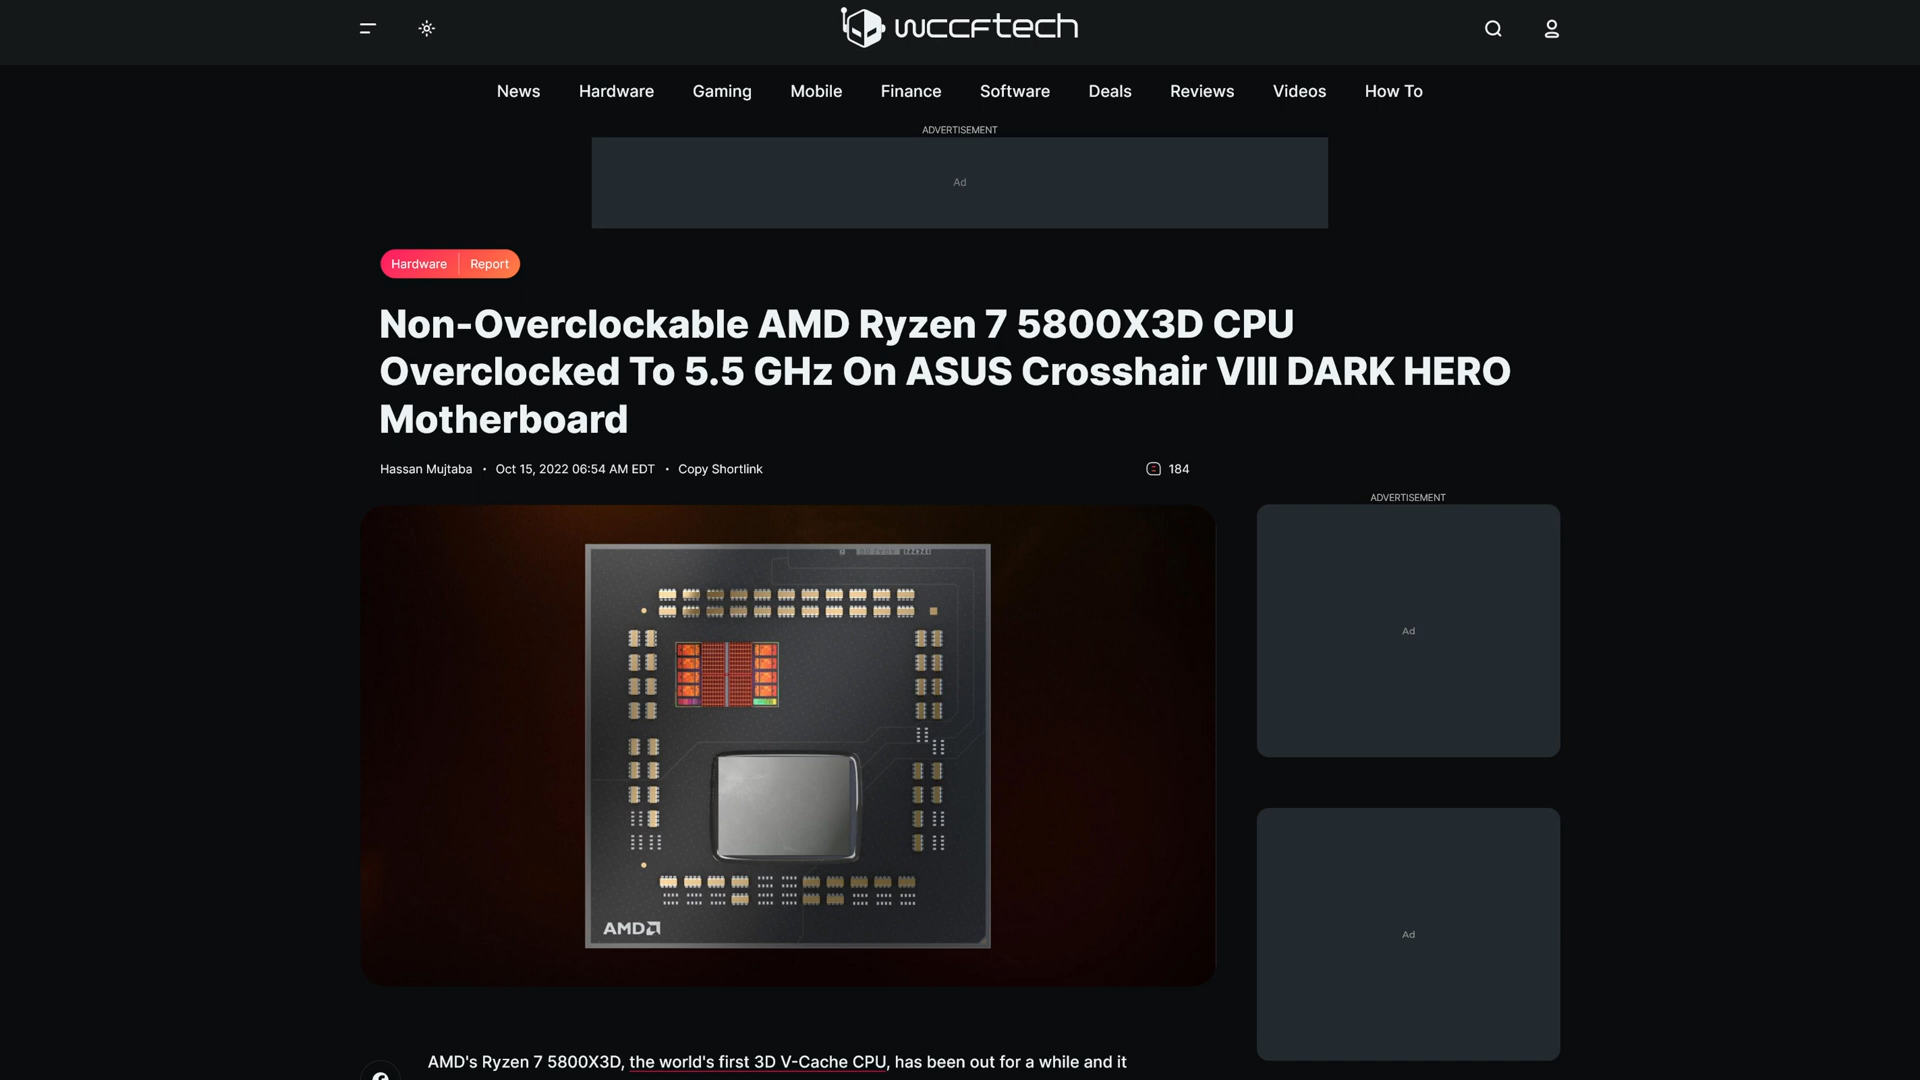 wccftech
News Hardware Gaming Mobile Finance Software Deals Reviews Videos How To
ADVERTISEMENT
Ad
Hardware Report
Non-Overclockable AMD Ryzen 7 5800X3D CPU
Overclocked To 5.5 GHz On ASUS Crosshair VIII DARK HERO
Motherboard
Hassan Mujtaba • Oct 15, 2022 06:54 AM EDT • Copy Shortlink
184
ADVERTISEMENT
Ad
AMD
Ad
AMD's Ryzen 7 5800X3D, the world's first 3D V-Cache CPU, has been out for a while and it